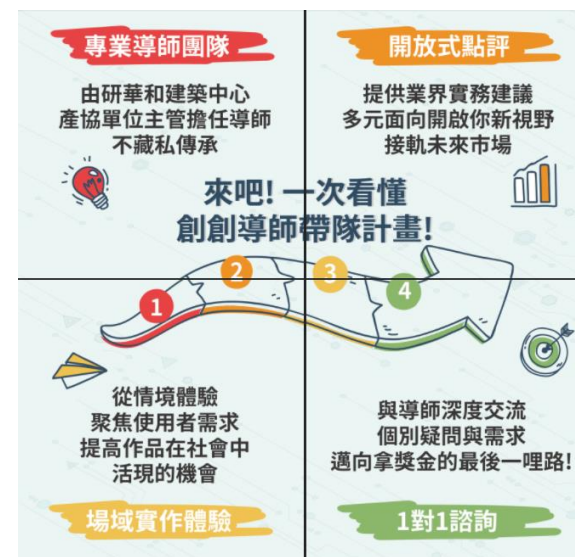 專業導師團隊
由研華和建築中心
產協單位主管擔任導師
不藏私傳承
開放式點評
提供業界實務建議
多元面向開啟你新視野
接軌未來市場
來吧! 一次看懂
創創導師帶隊計畫!
1
2
3
4
從情境體驗
聚焦使用者需求
提高作品在社會中
活現的機會
場域實作體驗
與導師深度交流
個別疑問與需求
邁向拿獎金的最後一哩路!
1對1諮詢